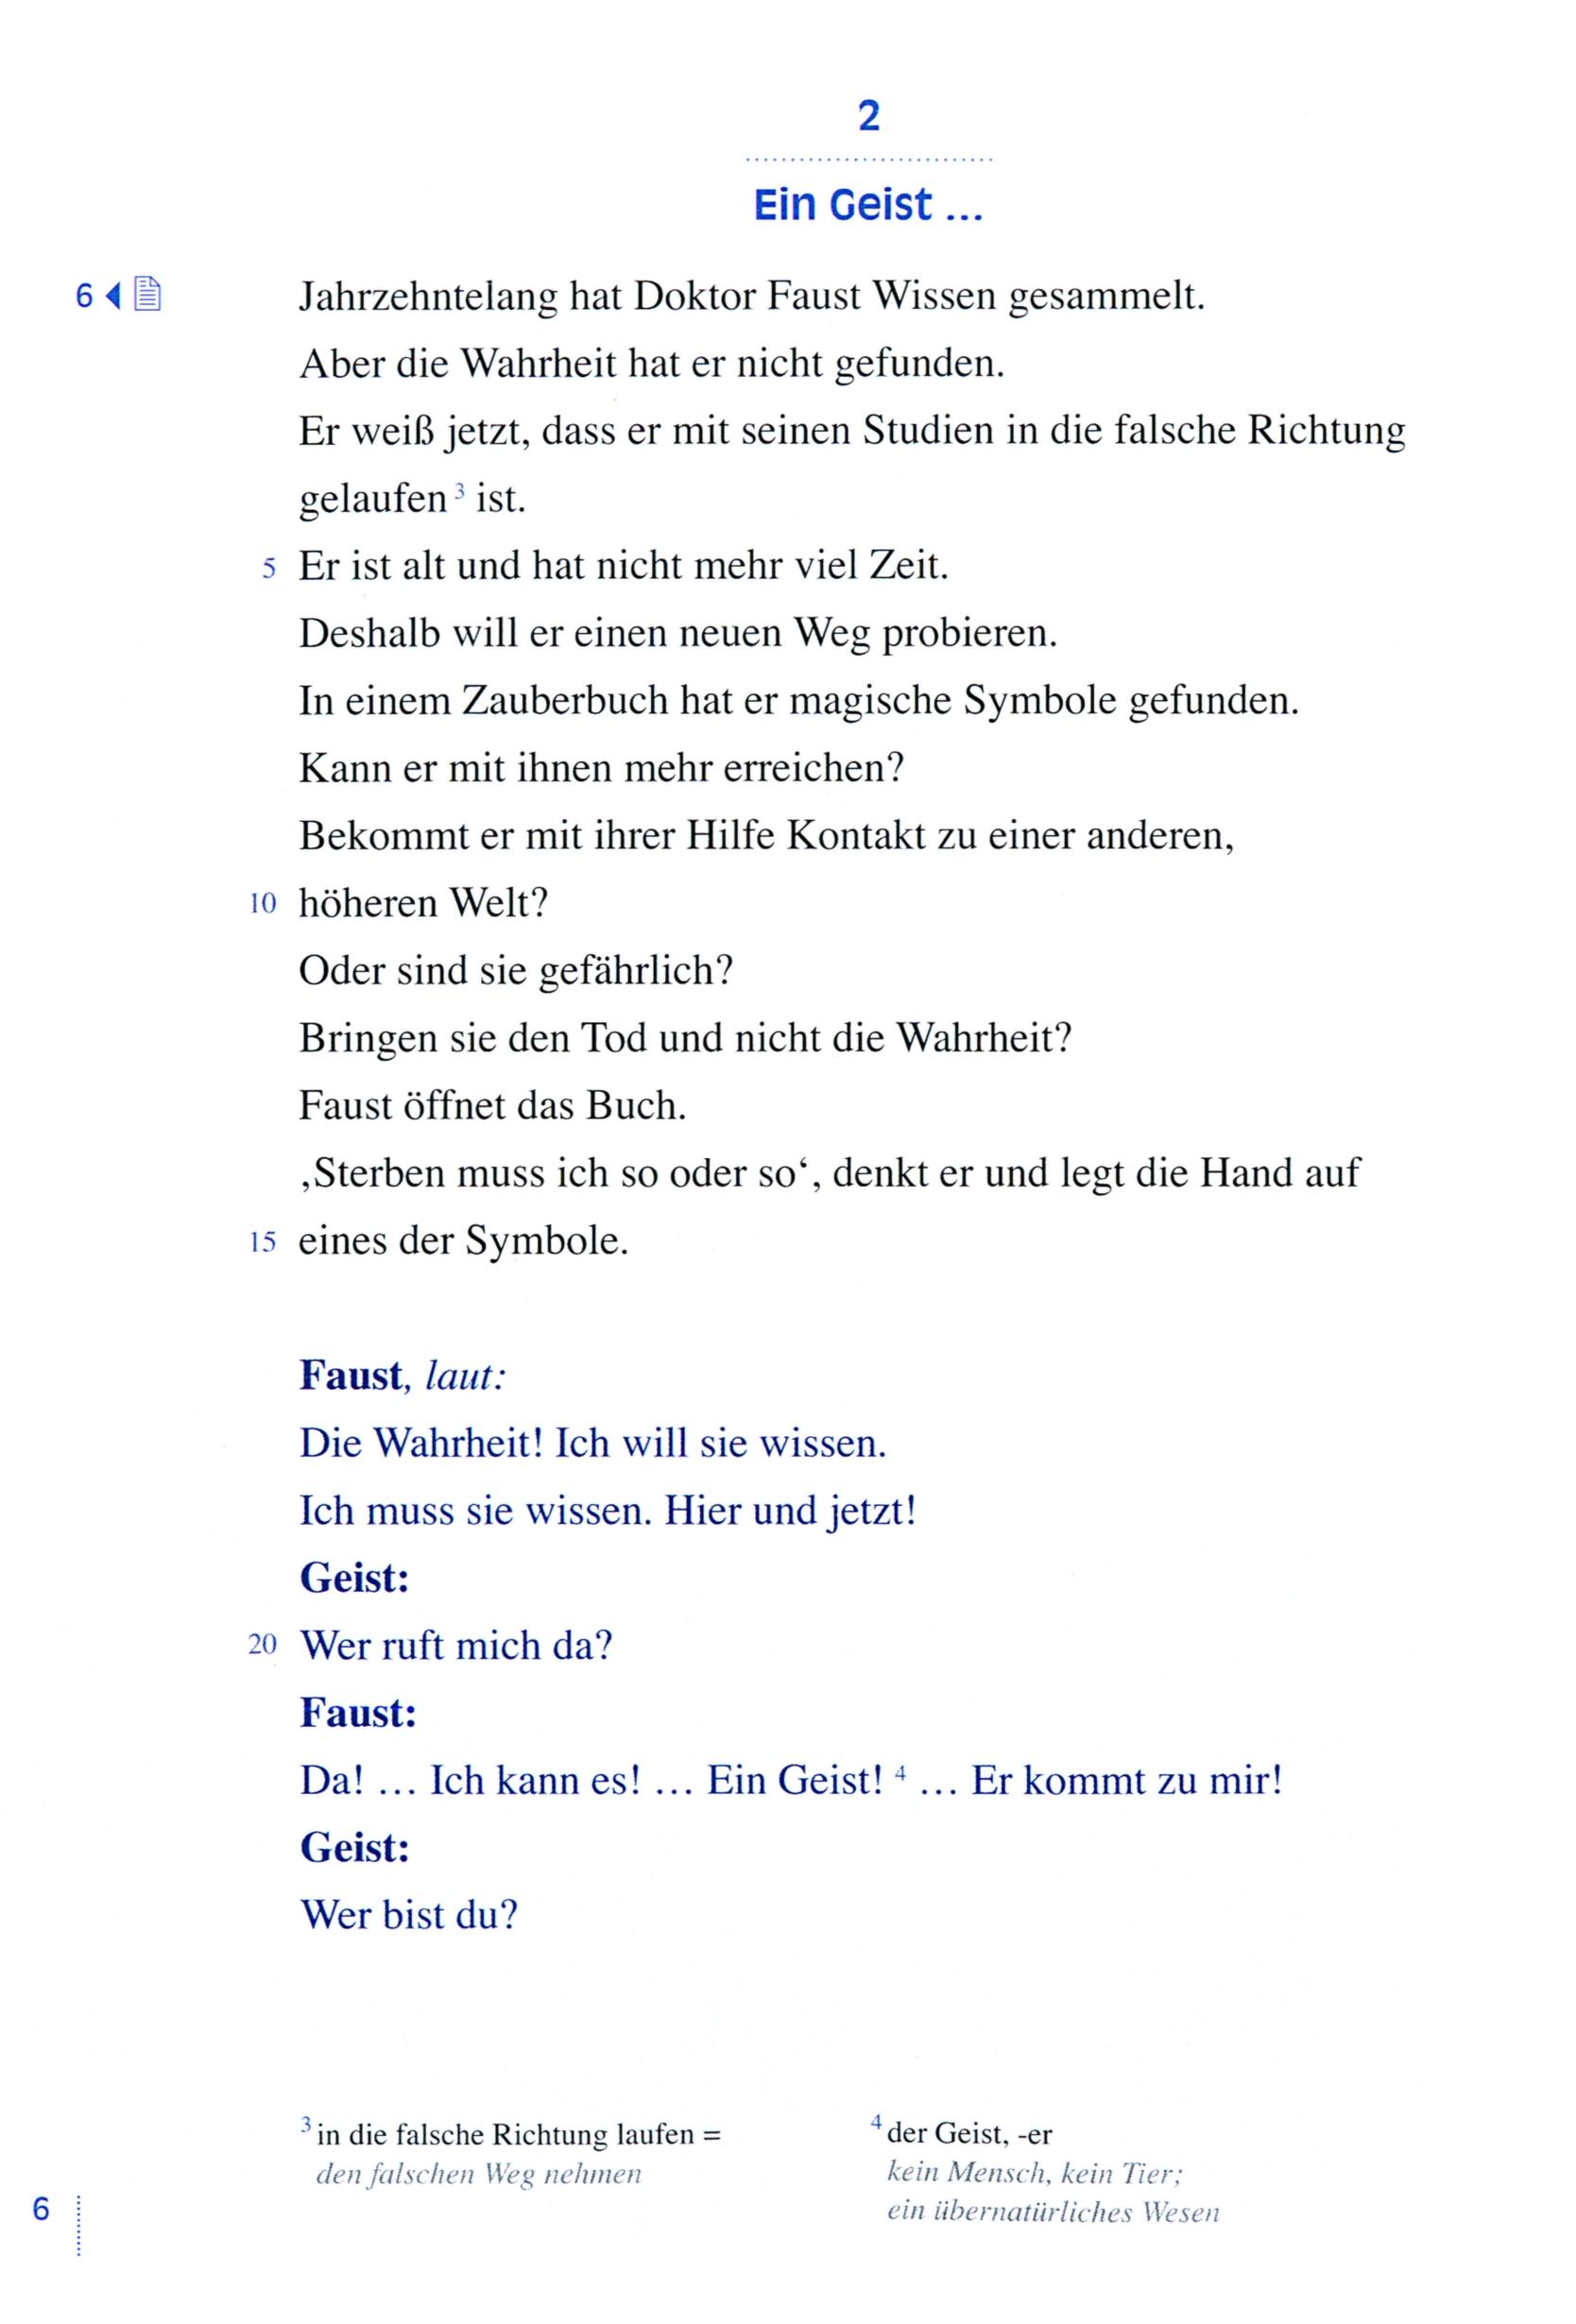 2
Ein Geist ...
6
Jahrzehntelang hat Doktor Faust Wissen gesammelt.
Aber die Wahrheit hat er nicht gefunden.
Er weiß jetzt, dass er mit seinen Studien in die falsche Richtung
gelaufen ³ ist.
5 Er ist alt und hat nicht mehr viel Zeit.
Deshalb will er einen neuen Weg probieren.
In einem Zauberbuch hat er magische Symbole gefunden.
Kann er mit ihnen mehr erreichen?
Bekommt er mit ihrer Hilfe Kontakt zu einer anderen,
10 höheren Welt?
Oder sind sie gefährlich?
Bringen sie den Tod und nicht die Wahrheit?
Faust öffnet das Buch.
‚Sterben muss ich so oder so‘, denkt er und legt die Hand auf
15 eines der Symbole.
Faust, laut:
Die Wahrheit! Ich will sie wissen.
Ich muss sie wissen. Hier und jetzt!
Geist:
20 Wer ruft mich da?
Faust:
Da! … Ich kann es! … Ein Geist! ⁴ … Er kommt zu mir!
Geist:
Wer bist du?
³ in die falsche Richtung laufen =
den falschen Weg nehmen
⁴ der Geist, -er
kein Mensch, kein Tier;
ein übernatürliches Wesen
6